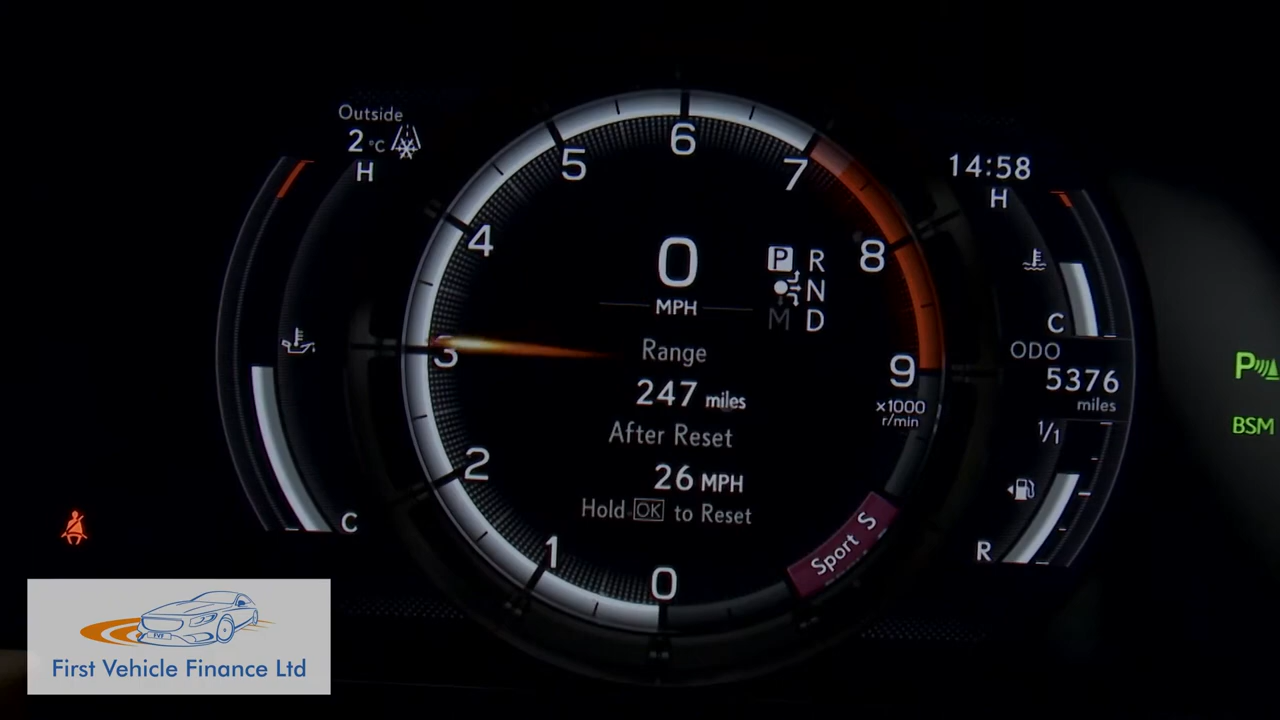 Outside
2 °C
H
C
0
1
2
3
4
5
6
7
8
9
x1000
r/min
0
MPH
P R
N
M D
Range
247 miles
After Reset
26 MPH
Hold OK to Reset
Sport S
14:58
H
C
ODO
5376
miles
1/1
R
P
BSM
First Vehicle Finance Ltd